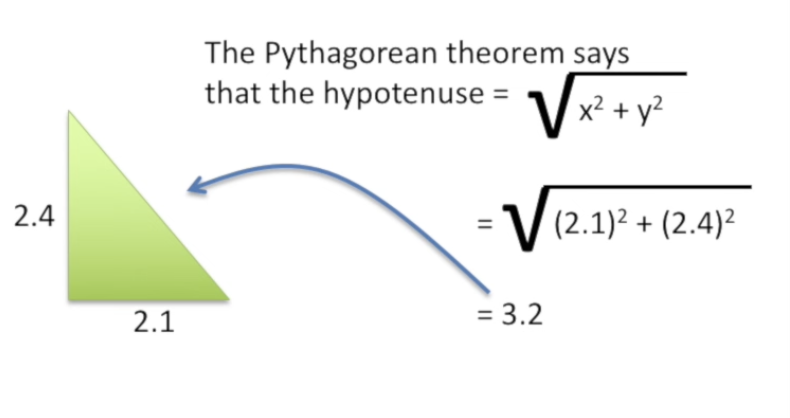 The Pythagorean theorem says
that the hypotenuse = √x² + y²
2.4
= √(2.1)² + (2.4)²
2.1
= 3.2